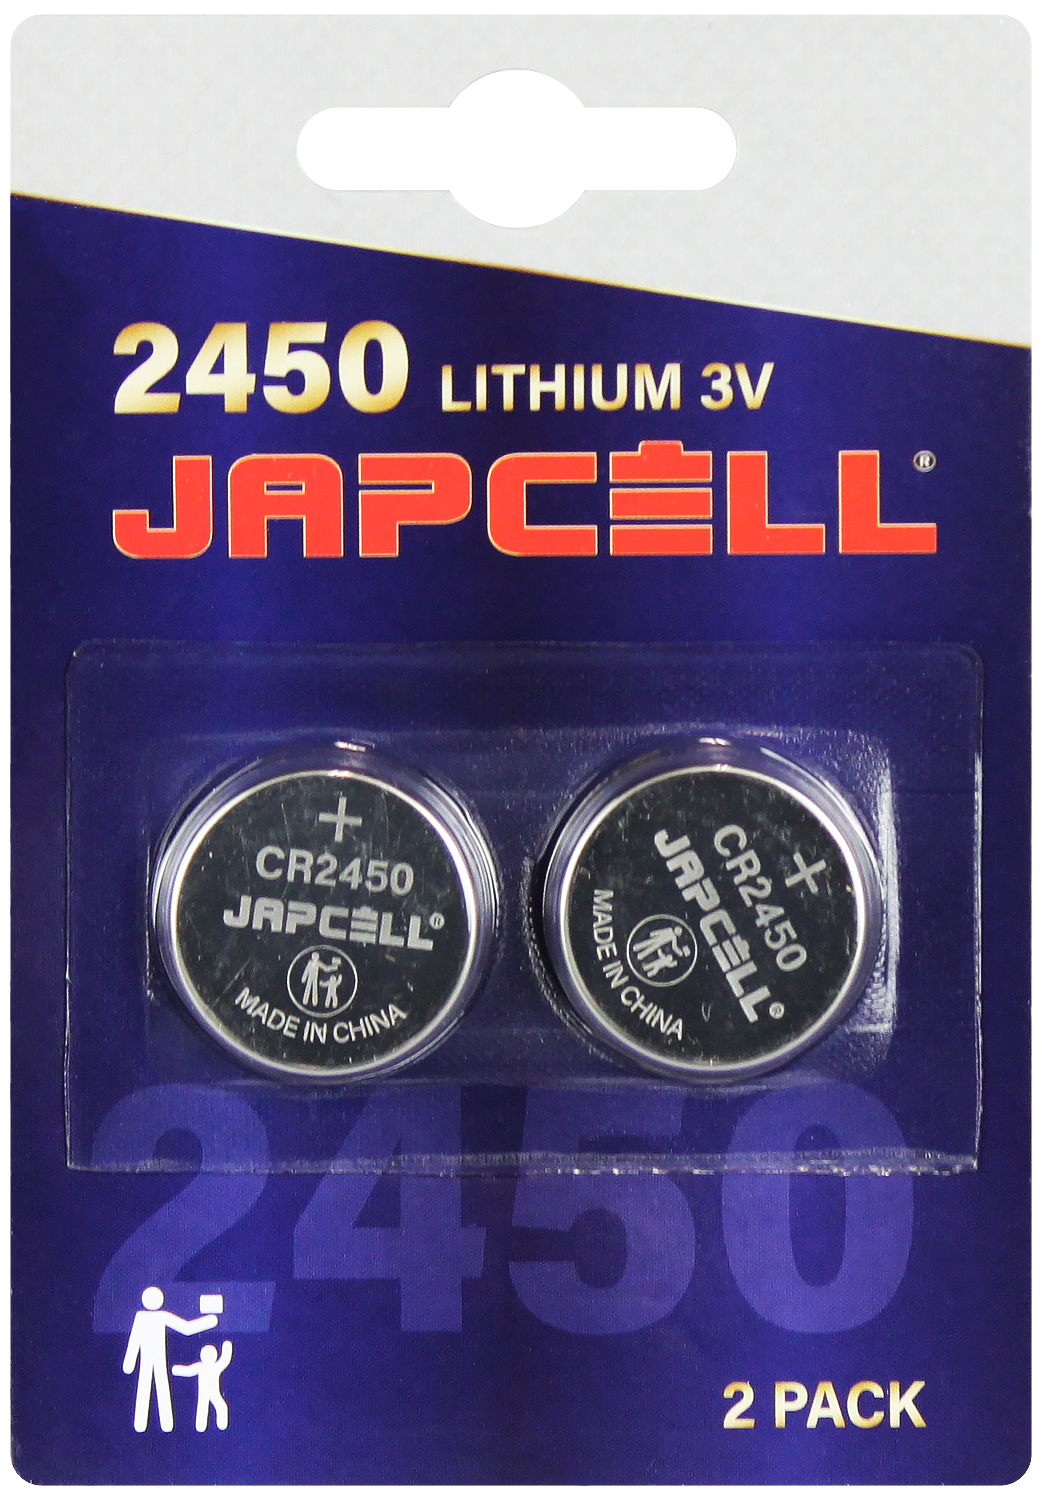 2450 LITHIUM 3V
JAPCELL®
+
CR2450
JAPCELL®
MADE IN CHINA
+
CR2450
JAPCELL®
MADE IN CHINA
2450
2 PACK